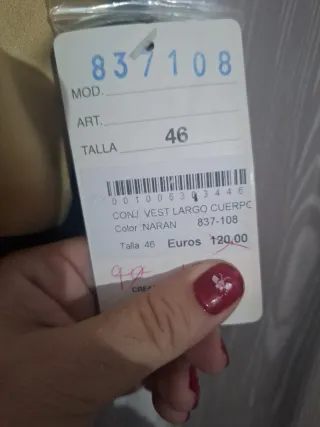 837108
MOD.
ART.
TALLA 46
CONJ VEST LARGO CUERPO
Color :NARAN 837-108
Talla 46 Euros 120.00